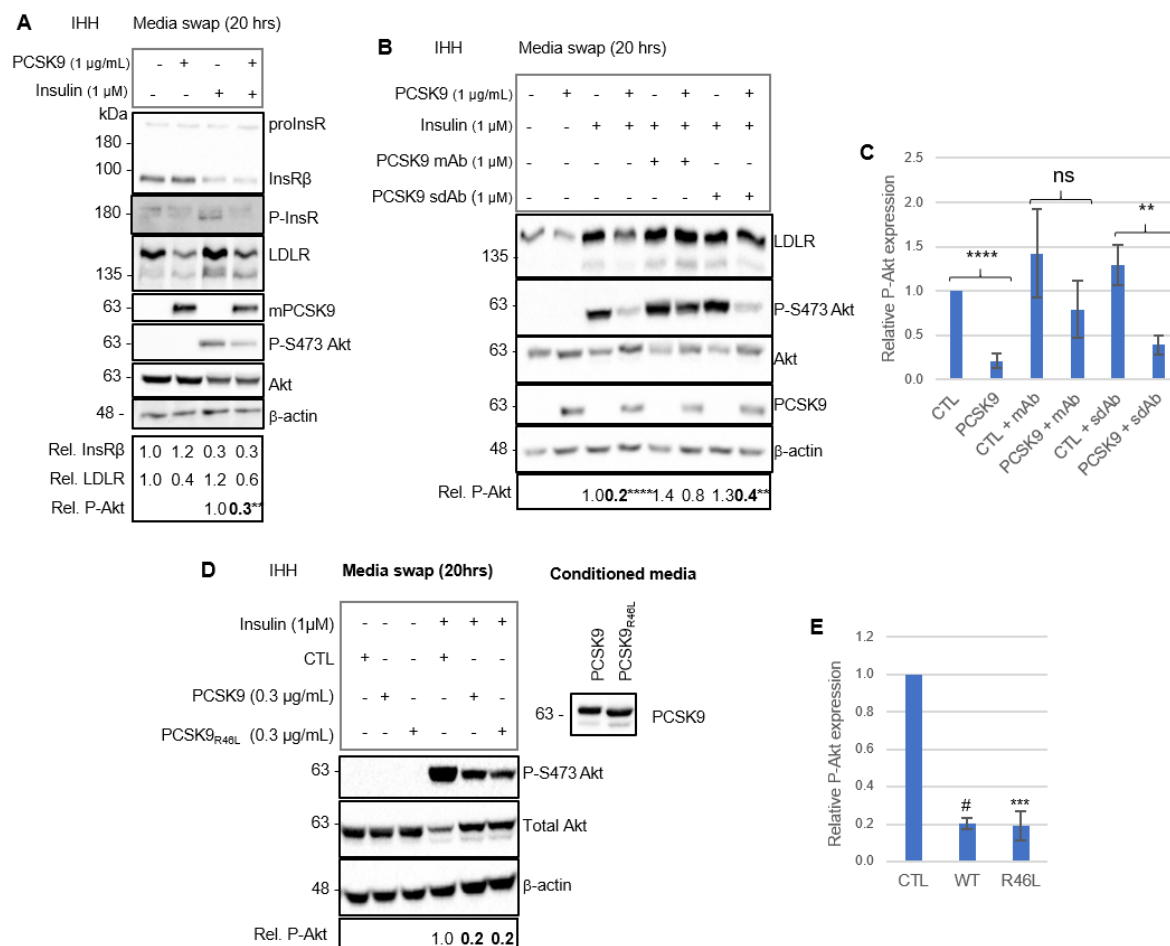 A IHH Media swap (20 hrs)
PCSK9 (1 µg/mL) - + - +
Insulin (1 µM) - - + +
kDa
proInsR
180 -
100 -
InsRβ
180 -
P-InsR
LDLR
135 -
63 -
mPCSK9
63 -
P-S473 Akt
63 -
Akt
48 -
β-actin
Rel. InsRβ 1.0 1.2 0.3 0.3
Rel. LDLR 1.0 0.4 1.2 0.6
Rel. P-Akt 1.0 0.3**
B IHH Media swap (20 hrs)
PCSK9 (1 µg/mL) - + - + - + - +
Insulin (1 µM) - - + + + + + +
PCSK9 mAb (1 µM) - - - - + + - -
PCSK9 sdAb (1 µM) - - - - - - + +
LDLR
135 -
63 -
P-S473 Akt
63 -
Akt
63 -
PCSK9
48 -
β-actin
Rel. P-Akt 1.0 0.2**** 1.4 0.8 1.3 0.4**
C
Relative P-Akt expression
2.5
2.0
1.5
1.0
0.5
0.0
****
ns
**
CTL
PCSK9
CTL + mAb
PCSK9 + mAb
CTL + sdAb
PCSK9 + sdAb
D IHH Media swap (20hrs) Conditioned media
Insulin (1µM) - - - + + +
CTL + - - + - -
PCSK9 (0.3 µg/mL) - + - - + -
PCSK9R46L (0.3 µg/mL) - - + - - +
63 -
P-S473 Akt
63 -
Total Akt
48 -
β-actin
Rel. P-Akt 1.0 0.2 0.2
PCSK9
PCSK9R46L
63 -
PCSK9
E
Relative P-Akt expression
1.2
1.0
0.8
0.6
0.4
0.2
0.0
#
***
CTL WT R46L